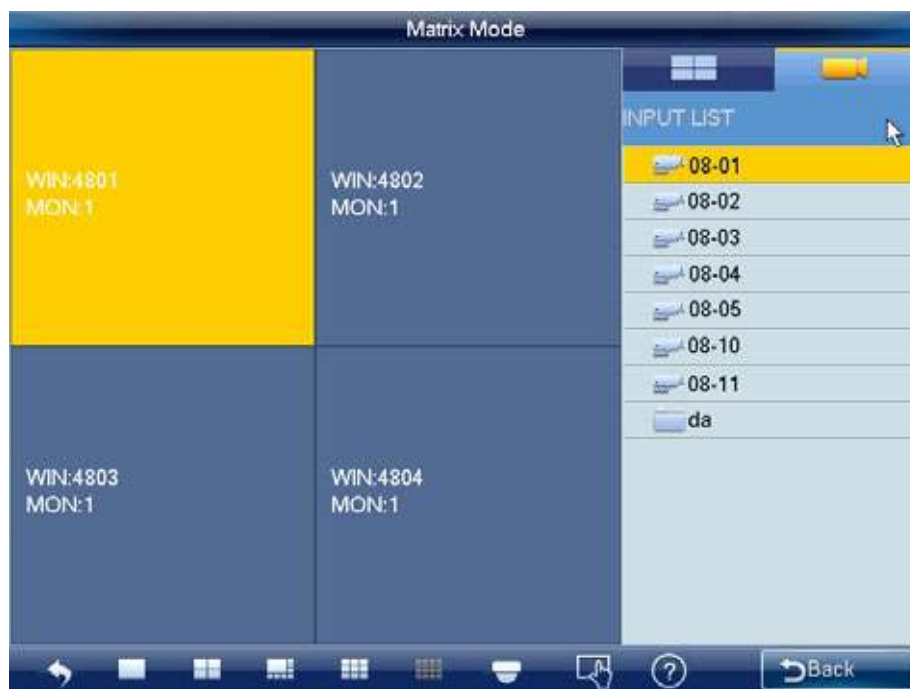 Matrix Mode
WIN:4801
MON:1
WIN:4802
MON:1
WIN:4803
MON:1
WIN:4804
MON:1
INPUT LIST
08-01
08-02
08-03
08-04
08-05
08-10
08-11
da
?
Back